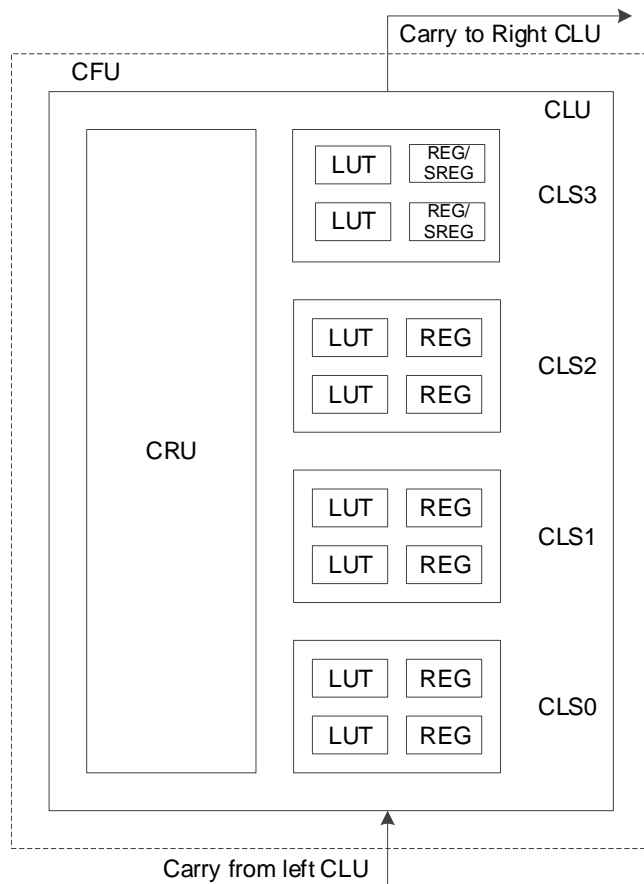 Carry to Right CLU
CFU
CLU
CRU
LUT
REG/
SREG
LUT
REG/
SREG
CLS3
LUT
REG
LUT
REG
CLS2
LUT
REG
LUT
REG
CLS1
LUT
REG
LUT
REG
CLS0
Carry from left CLU